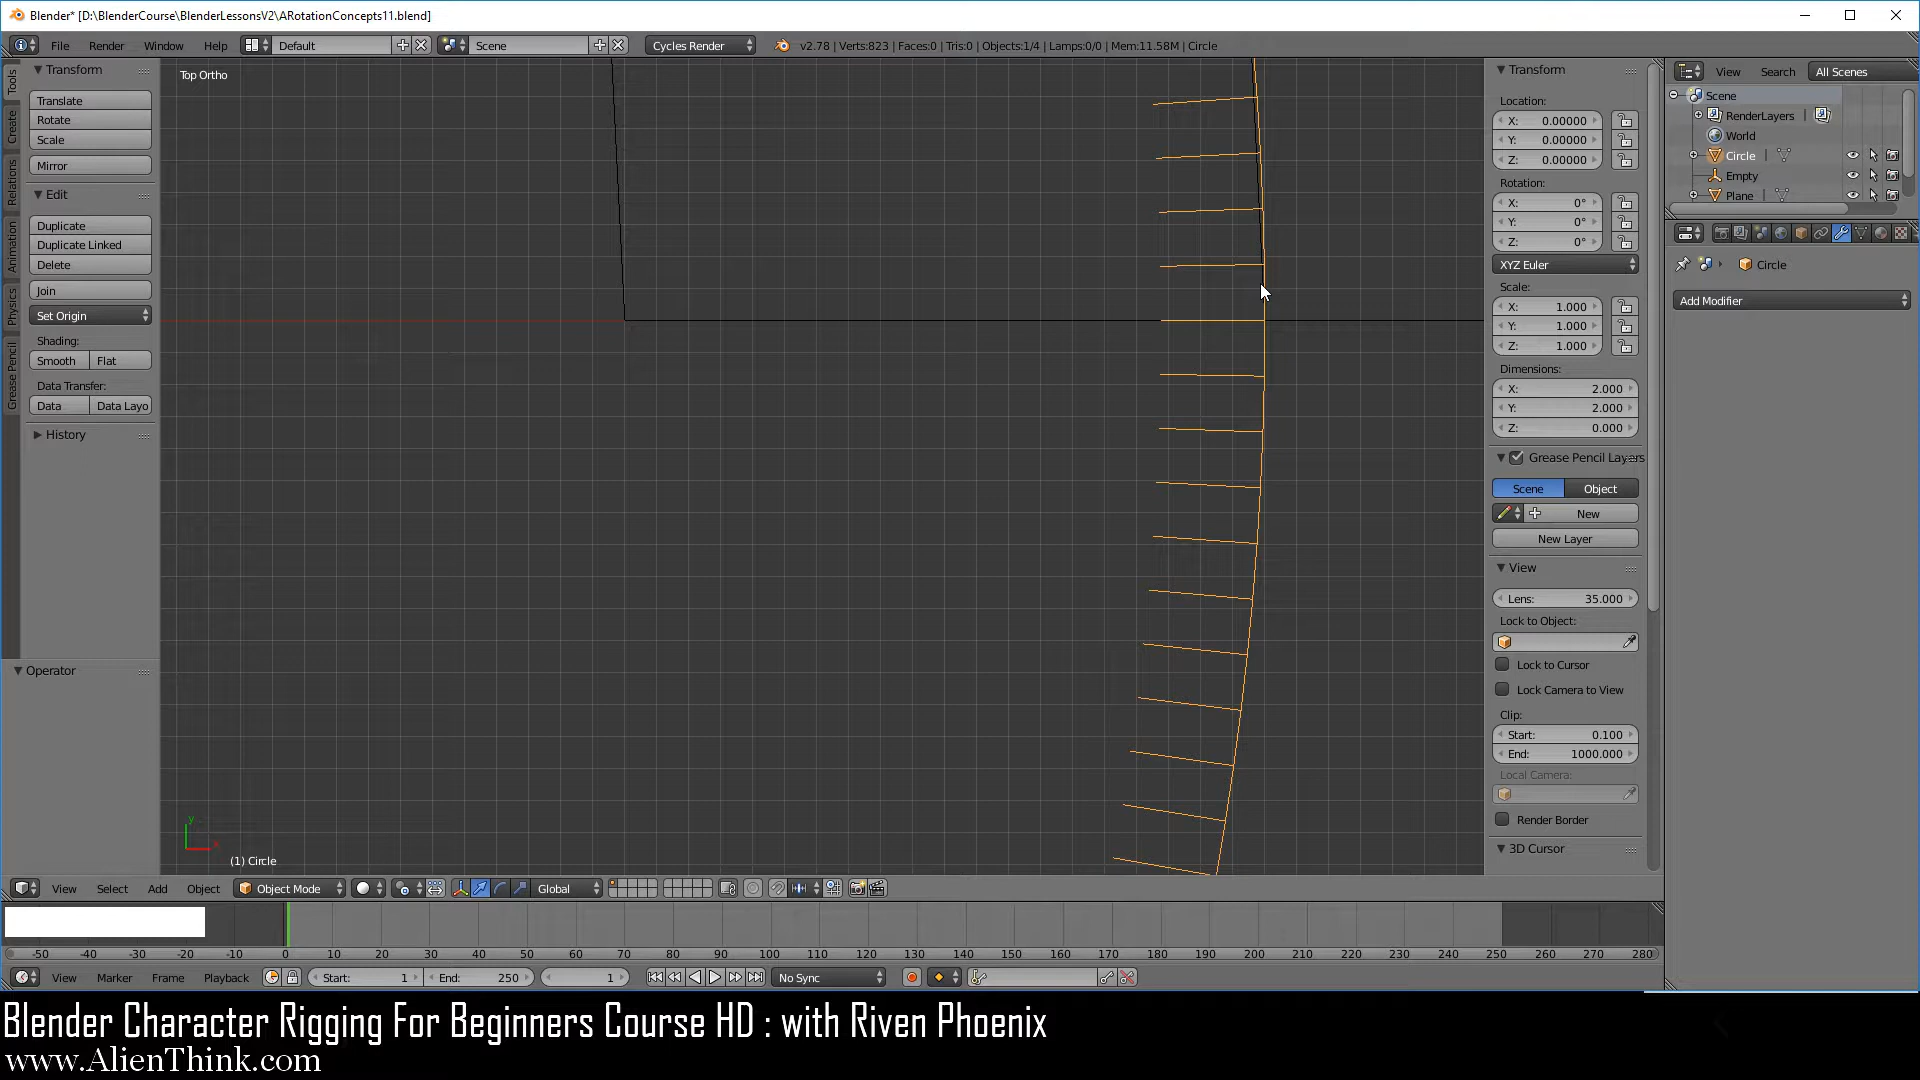 Blender* [D:\BlenderCourse\BlenderLessonsV2\ARotationConcepts11.blend]
File Render Window Help Default Scene Cycles Render v2.78 | Verts:823 | Faces:0 | Tris:0 | Objects:1/4 | Lamps:0/0 | Mem:11.58M | Circle
Tools
Create
Relations
Animation
Physics
Grease Pencil
Transform
Translate
Rotate
Scale
Mirror
Edit
Duplicate
Duplicate Linked
Delete
Join
Set Origin
Shading:
Smooth Flat
Data Transfer:
Data Data Layo
History
Operator
Top Ortho
y
x
(1) Circle
Transform
Location:
X: 0.00000
Y: 0.00000
Z: 0.00000
Rotation:
X: 0°
Y: 0°
Z: 0°
XYZ Euler
Scale:
X: 1.000
Y: 1.000
Z: 1.000
Dimensions:
X: 2.000
Y: 2.000
Z: 0.000
Grease Pencil Layers
Scene Object
New
New Layer
View
Lens: 35.000
Lock to Object:
Lock to Cursor
Lock Camera to View
Clip:
Start: 0.100
End: 1000.000
Local Camera:
Render Border
3D Cursor
View Search All Scenes
Scene
RenderLayers |
World
Circle |
Empty
Plane |
Circle
Add Modifier
View Select Add Object Object Mode Global
-50 -40 -30 -20 -10 0 10 20 30 40 50 60 70 80 90 100 110 120 130 140 150 160 170 180 190 200 210 220 230 240 250 260 270 280
View Marker Frame Playback Start: 1 End: 250 1 No Sync
Blender Character Rigging For Beginners Course HD : with Riven Phoenix
www.AlienThink.com